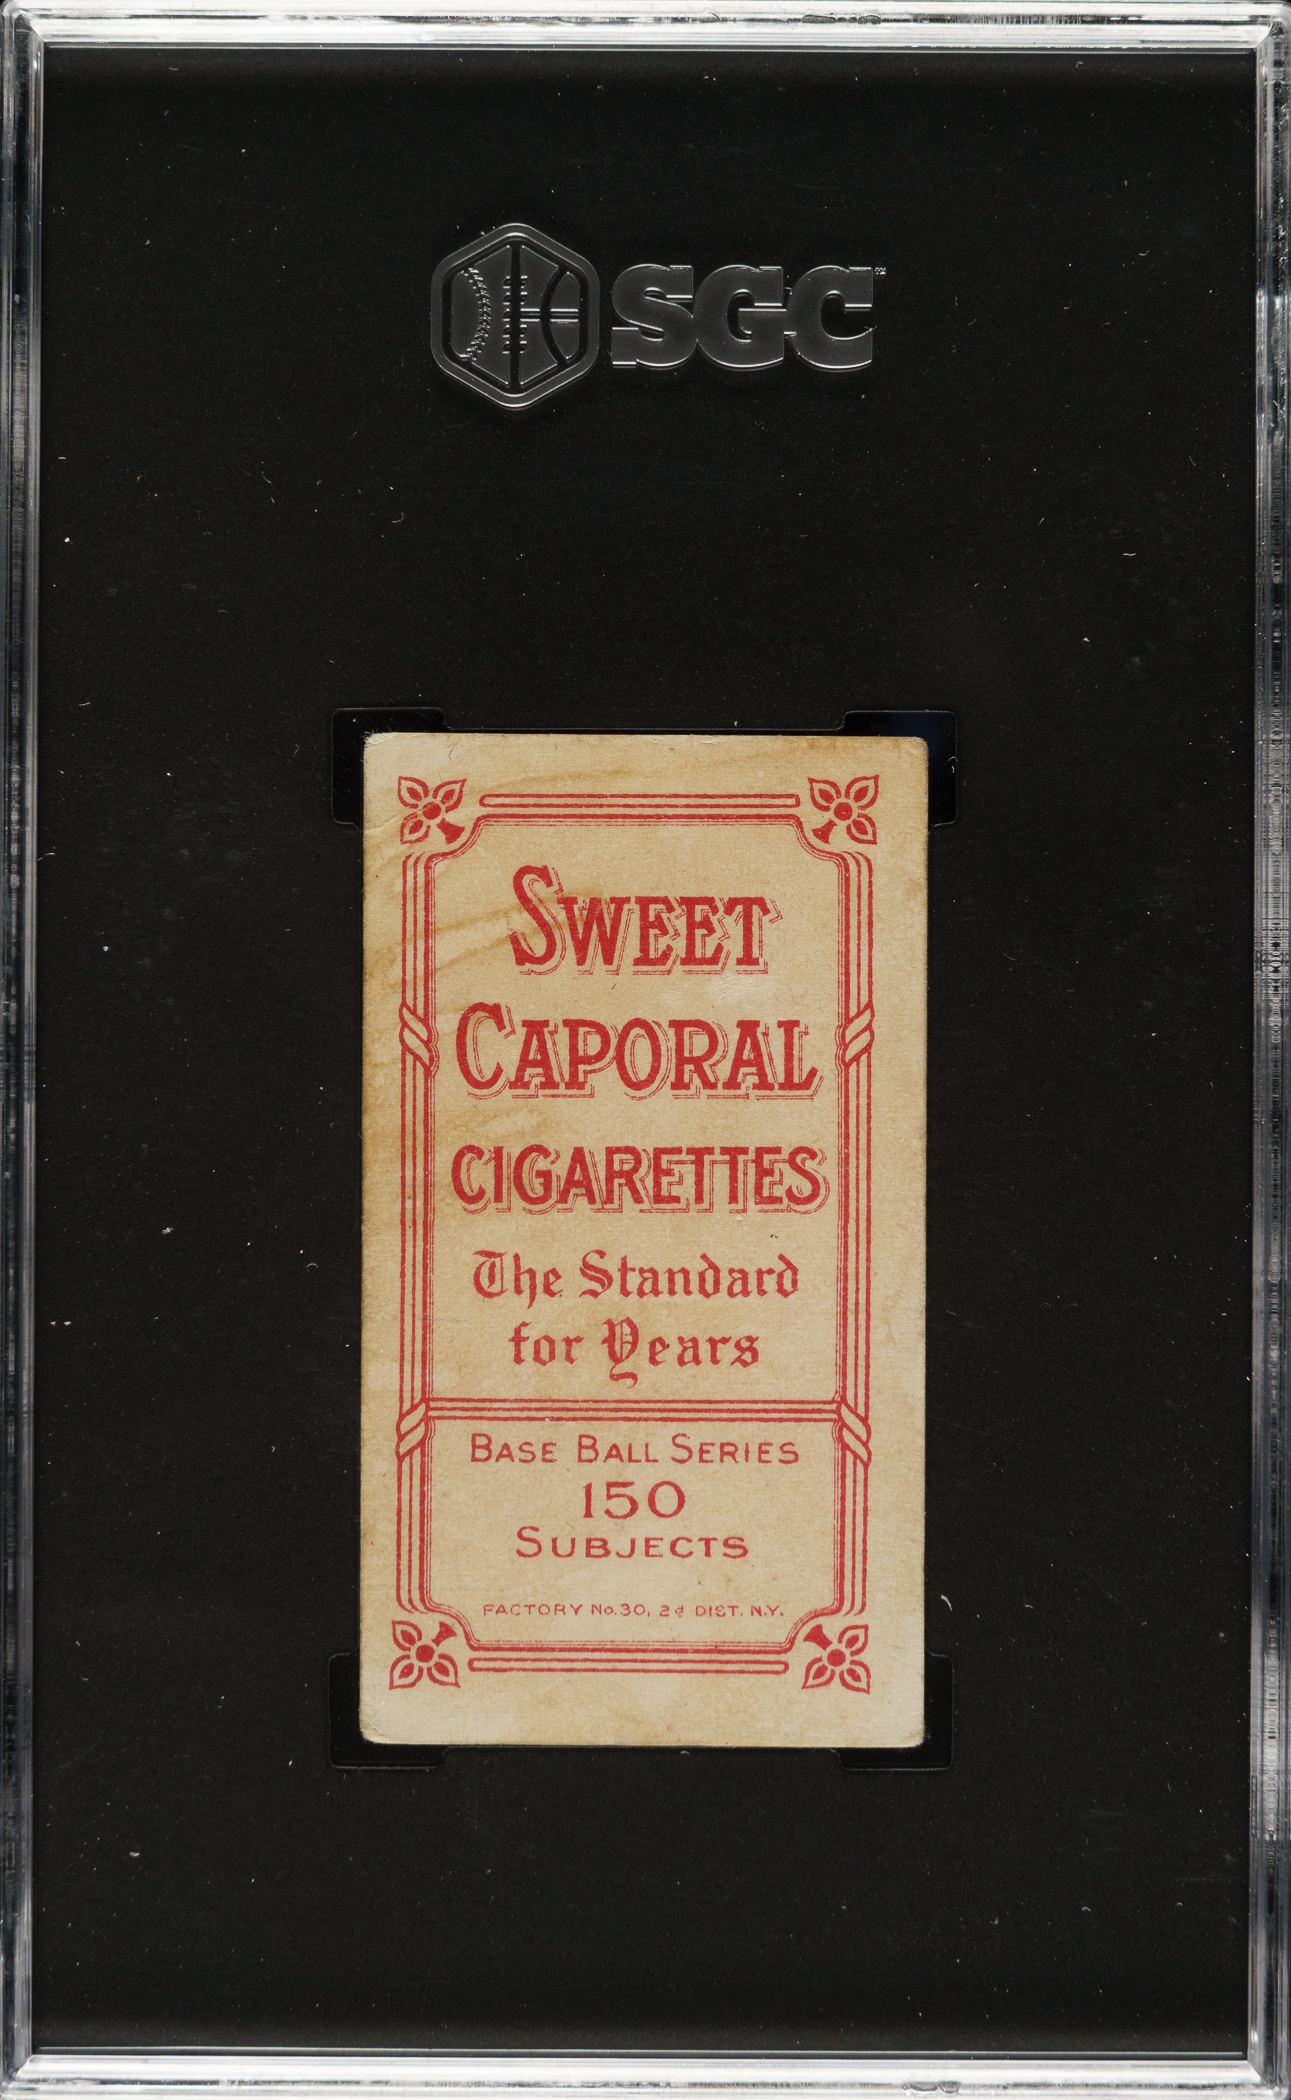 SGC
SWEET
CAPORAL
CIGARETTES
The Standard
for Years
BASE BALL SERIES
150
SUBJECTS
FACTORY No. 30, 2d DIST. N.Y.